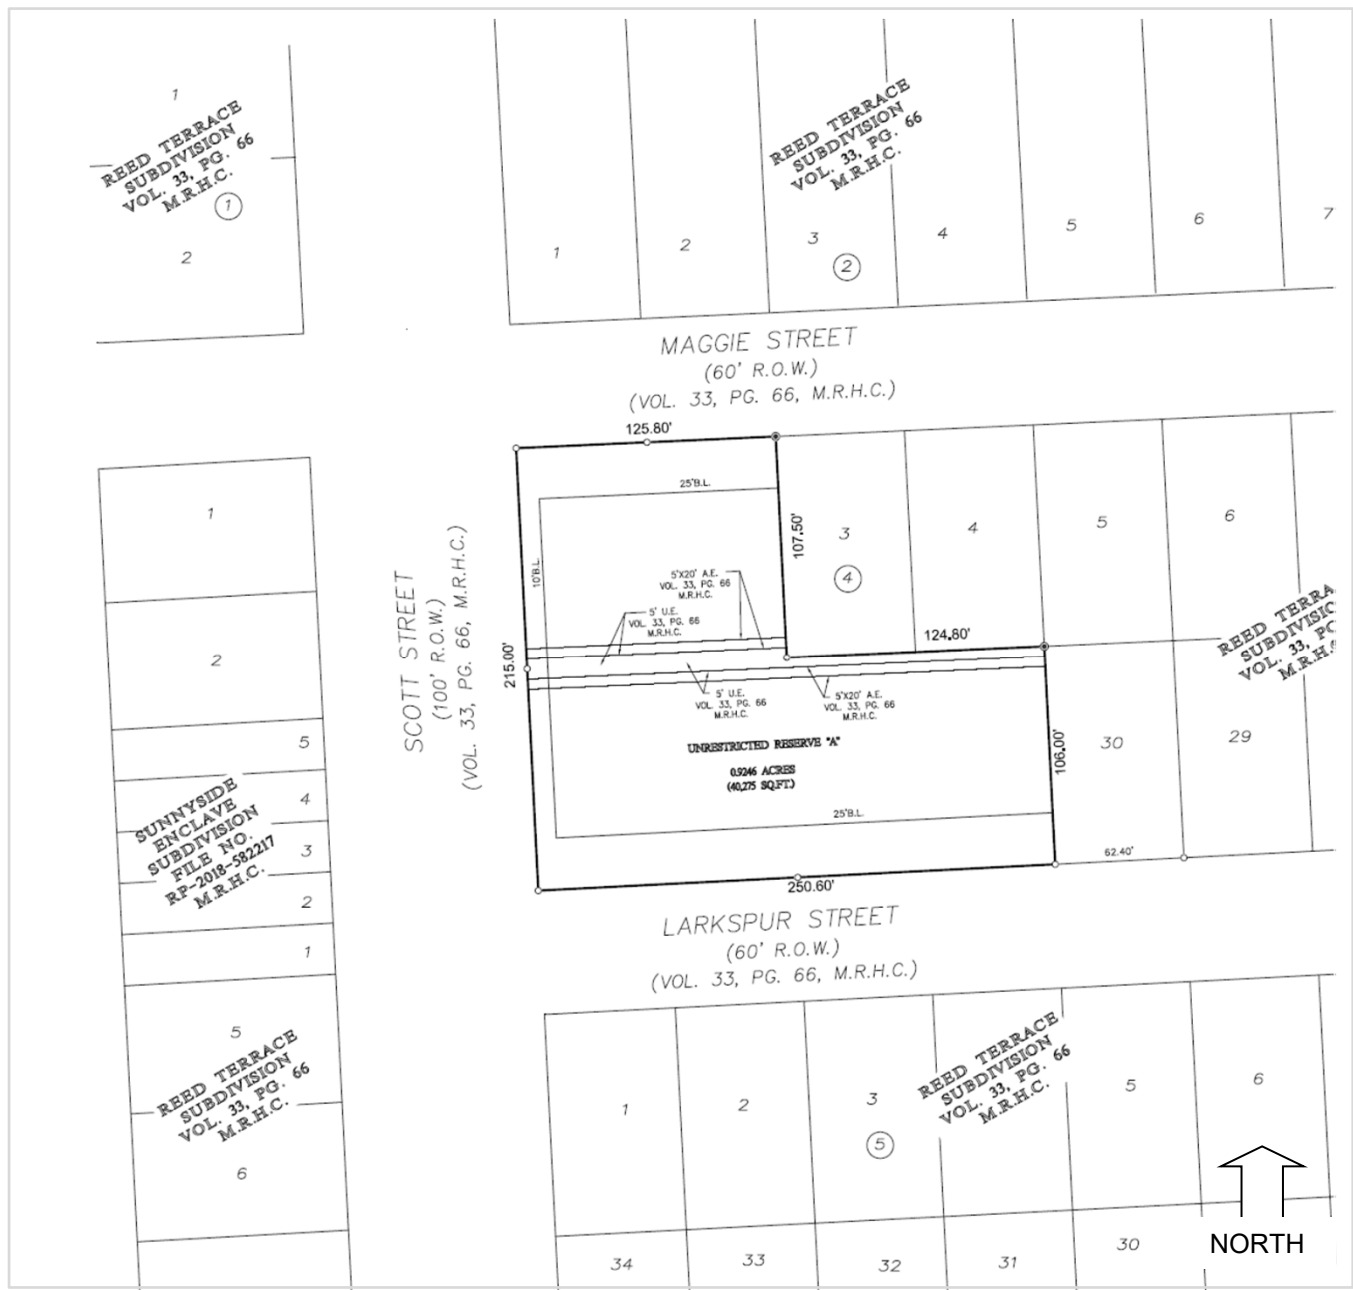 1
REED TERRACE
SUBDIVISION
VOL. 33, PG. 66
M.R.H.C.
1
2
REED TERRACE
SUBDIVISION
VOL. 33, PG. 66
M.R.H.C.
1
2
3
2
4
5
6
7
MAGGIE STREET
(60' R.O.W.)
(VOL. 33, PG. 66, M.R.H.C.)
125.80'
25'B.L.
10'B.L.
107.50'
215.00'
5'X20' A.E.
VOL. 33, PG. 66
M.R.H.C.
5' U.E.
VOL. 33, PG. 66
M.R.H.C.
5' U.E.
VOL. 33, PG. 66
M.R.H.C.
5'X20' A.E.
VOL. 33, PG. 66
M.R.H.C.
124.80'
UNRESTRICTED RESERVE "A"
0.9246 ACRES
(40,275 SQ.FT.)
106.00'
25'B.L.
250.60'
62.40'
3
4
4
5
6
30
29
REED TERRA
SUBDIVISIO
VOL. 33, PG
M.R.H
SCOTT STREET
(100' R.O.W.)
(VOL. 33, PG. 66, M.R.H.C.)
1
2
5
4
3
2
1
SUNNYSIDE
ENCLAVE
SUBDIVISION
FILE NO.
RP-2018-582217
M.R.H.C.
5
REED TERRACE
SUBDIVISION
VOL. 33, PG. 66
M.R.H.C.
6
LARKSPUR STREET
(60' R.O.W.)
(VOL. 33, PG. 66, M.R.H.C.)
1
2
3
5
REED TERRACE
SUBDIVISION
VOL. 33, PG. 66
M.R.H.C.
5
6
34
33
32
31
30
NORTH